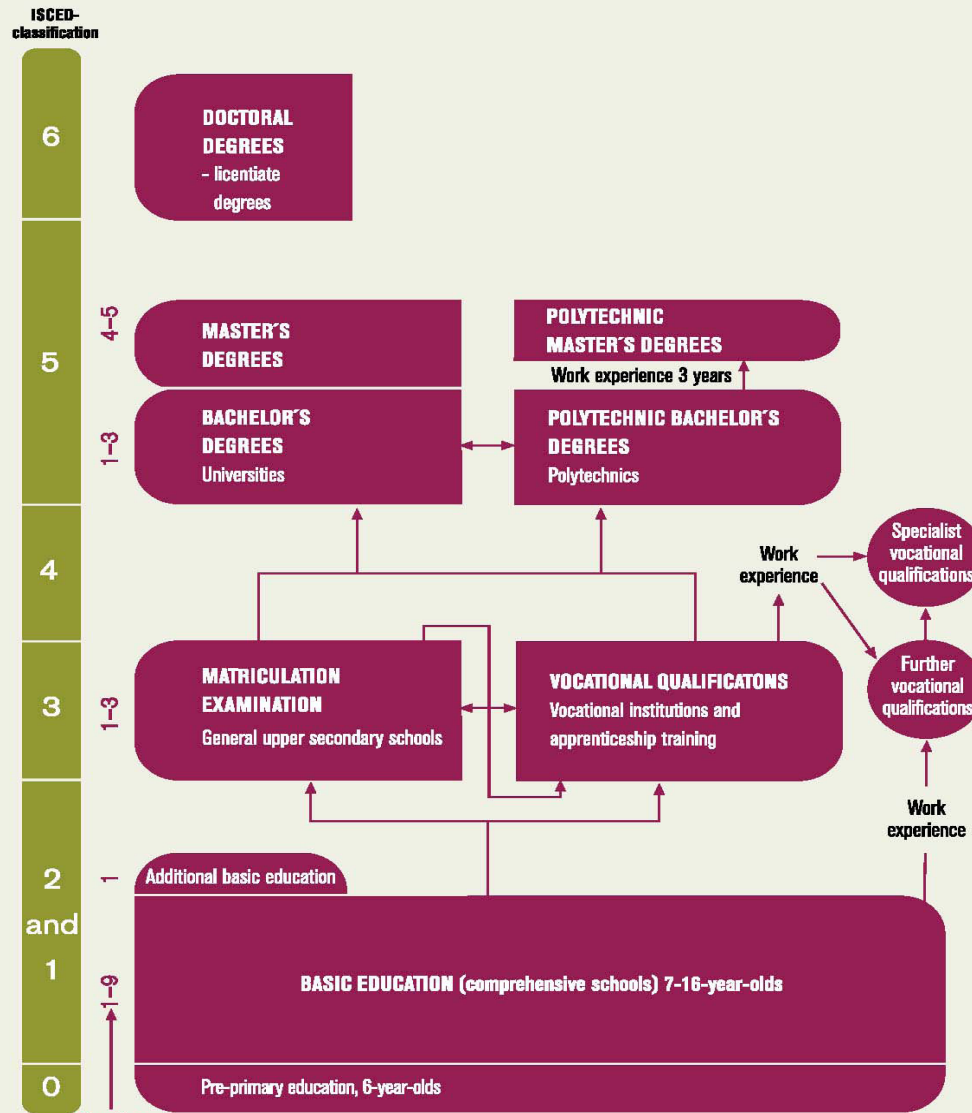 ISCED-
classification
6
DOCTORAL
DEGREES
– licentiate
degrees
5
4–5
MASTER´S
DEGREES
POLYTECHNIC
MASTER´S DEGREES
Work experience 3 years
1–3
BACHELOR´S
DEGREES
Universities
POLYTECHNIC BACHELOR´S
DEGREES
Polytechnics
4
Work
experience
Specialist
vocational
qualifications
3
1–3
MATRICULATION
EXAMINATION
General upper secondary schools
VOCATIONAL QUALIFICATONS
Vocational institutions and
apprenticeship training
Further
vocational
qualifications
Work
experience
2
and
1
1
Additional basic education
1–9
BASIC EDUCATION (comprehensive schools) 7-16-year-olds
0
Pre-primary education, 6-year-olds